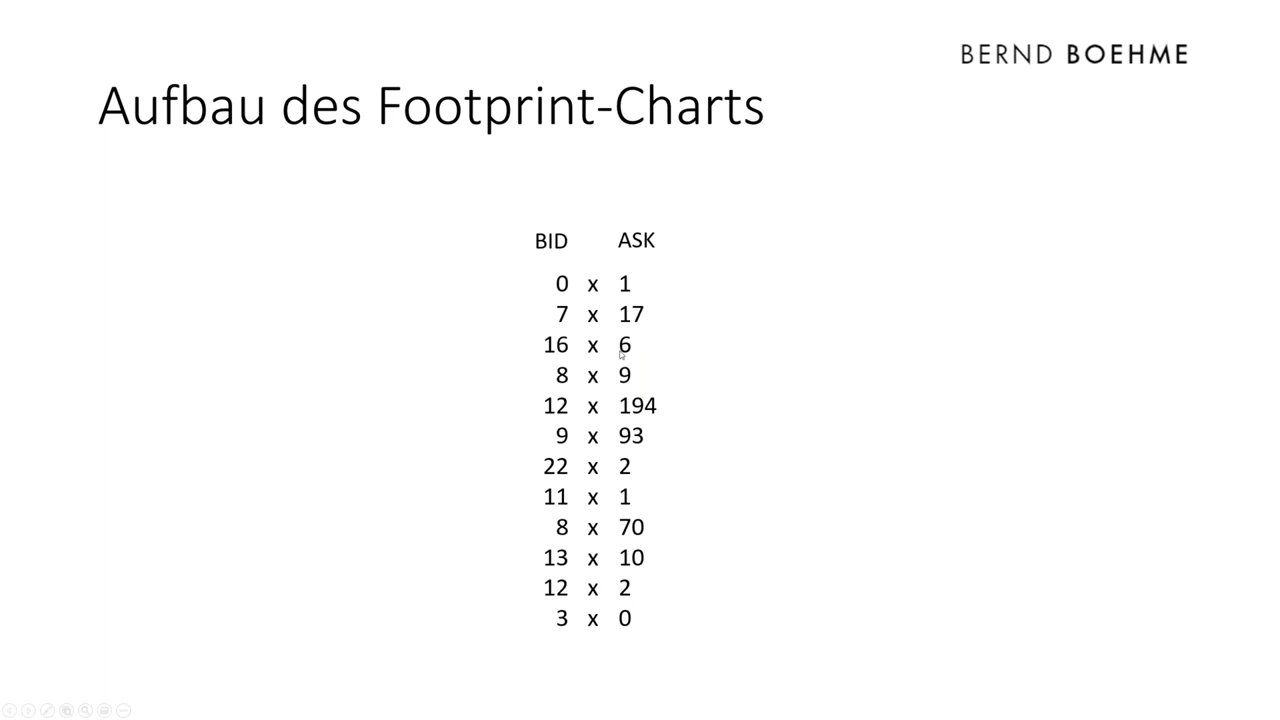 BERND BOEHME
Aufbau des Footprint-Charts
BID ASK
0 x 1
7 x 17
16 x 6
8 x 9
12 x 194
9 x 93
22 x 2
11 x 1
8 x 70
13 x 10
12 x 2
3 x 0